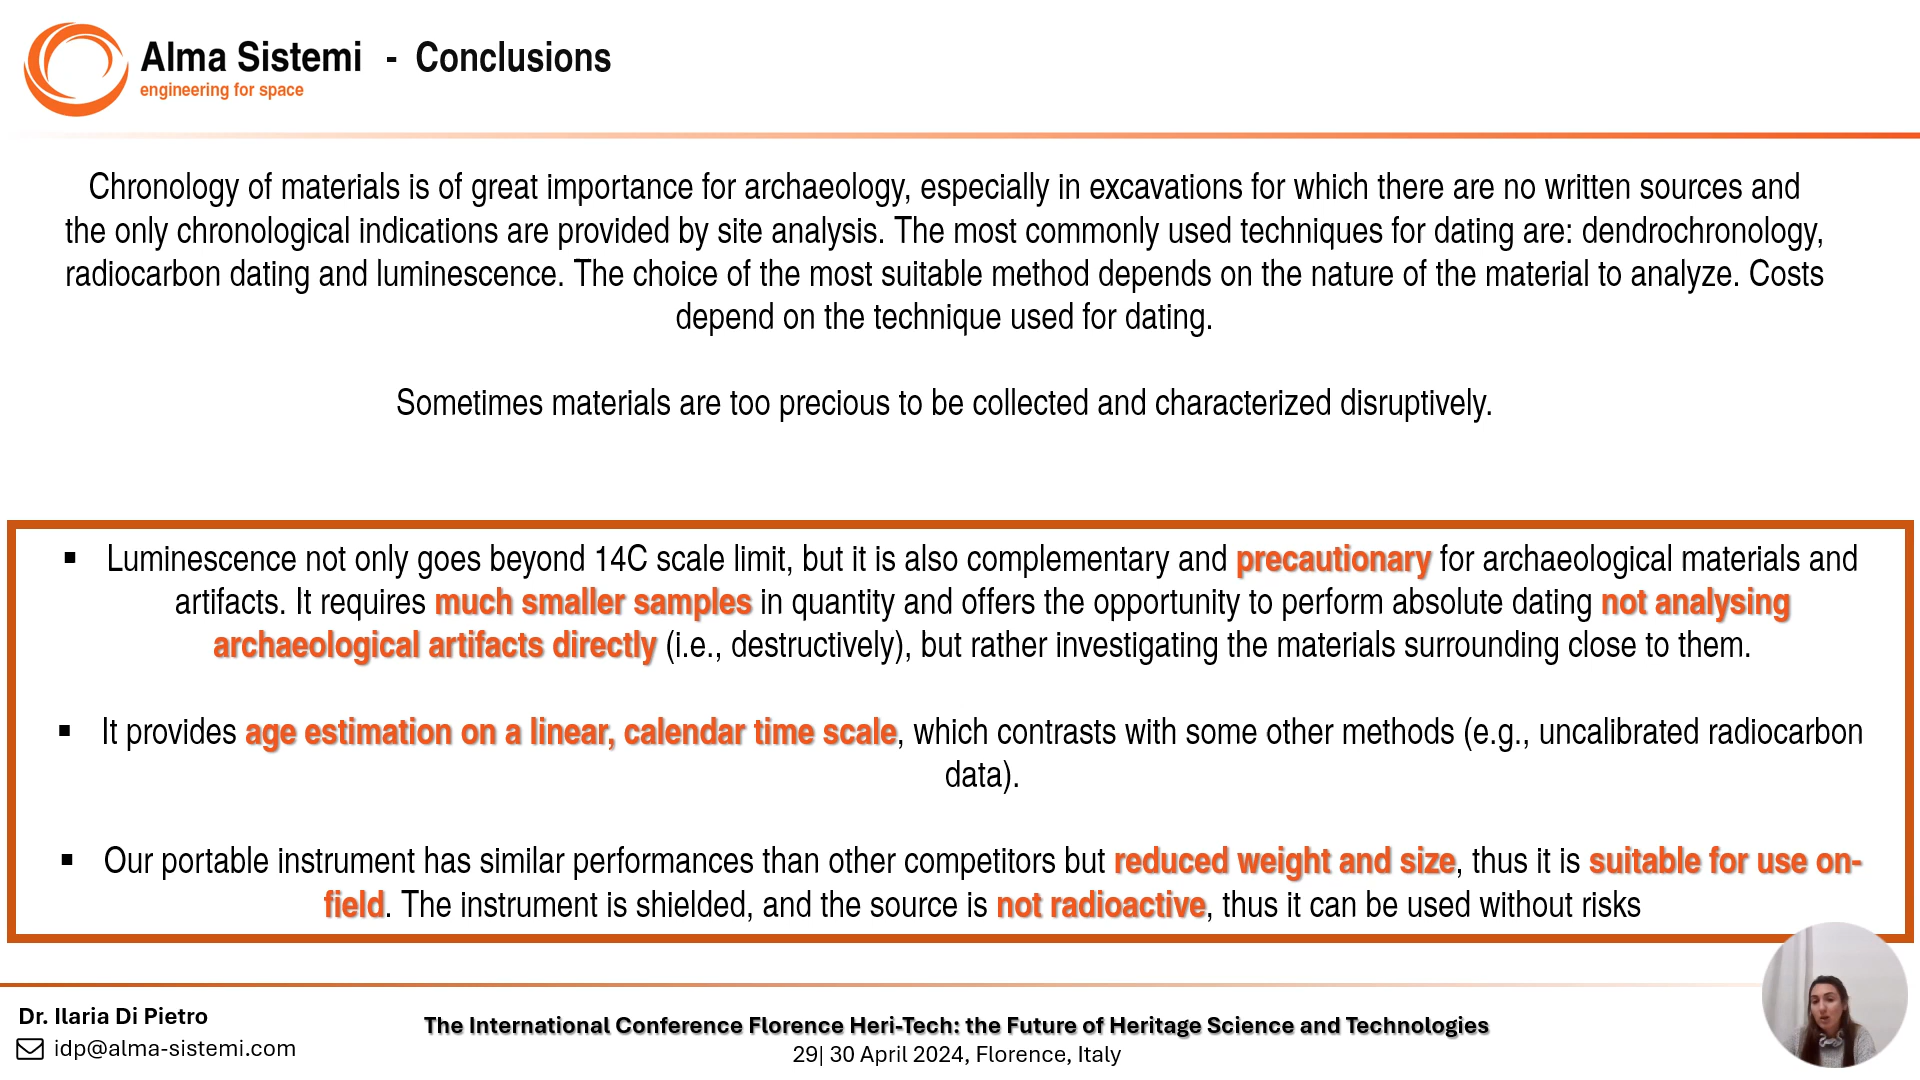 Alma Sistemi - Conclusions
engineering for space
Chronology of materials is of great importance for archaeology, especially in excavations for which there are no written sources and
the only chronological indications are provided by site analysis. The most commonly used techniques for dating are: dendrochronology,
radiocarbon dating and luminescence. The choice of the most suitable method depends on the nature of the material to analyze. Costs
depend on the technique used for dating.
Sometimes materials are too precious to be collected and characterized disruptively.
▪ Luminescence not only goes beyond 14C scale limit, but it is also complementary and precautionary for archaeological materials and
artifacts. It requires much smaller samples in quantity and offers the opportunity to perform absolute dating not analysing
archaeological artifacts directly (i.e., destructively), but rather investigating the materials surrounding close to them.
▪ It provides age estimation on a linear, calendar time scale, which contrasts with some other methods (e.g., uncalibrated radiocarbon
data).
▪ Our portable instrument has similar performances than other competitors but reduced weight and size, thus it is suitable for use on-
field. The instrument is shielded, and the source is not radioactive, thus it can be used without risks
Dr. Ilaria Di Pietro
idp@alma-sistemi.com
The International Conference Florence Heri-Tech: the Future of Heritage Science and Technologies
29| 30 April 2024, Florence, Italy